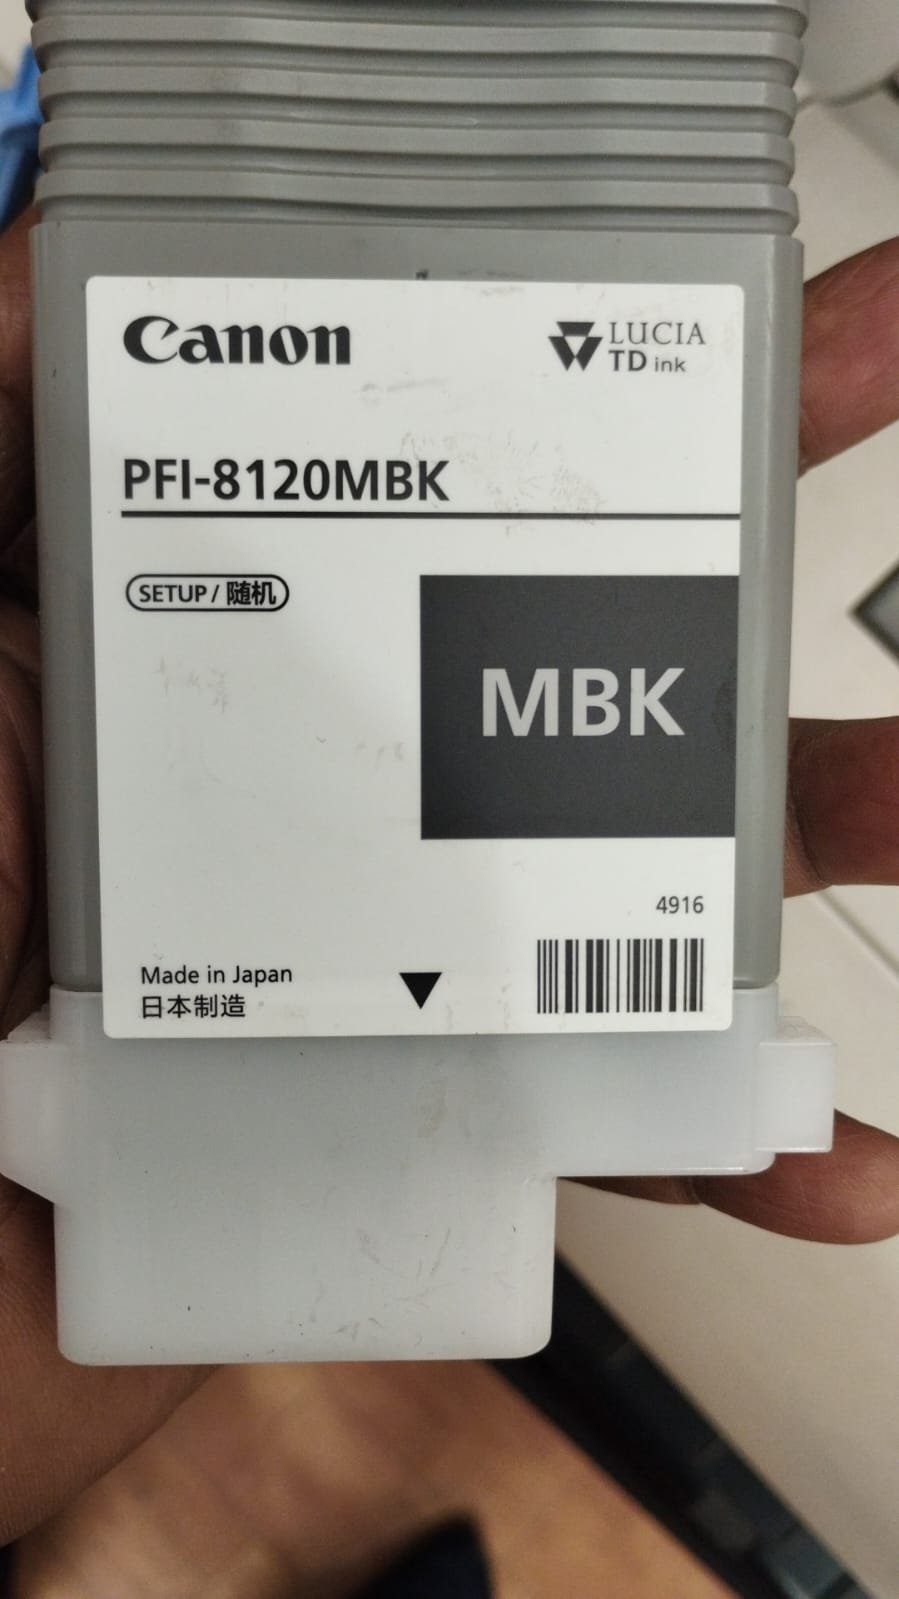 Canon
LUCIA
TD ink
PFI-8120MBK
SETUP / 随机
MBK
4916
Made in Japan
日本制造